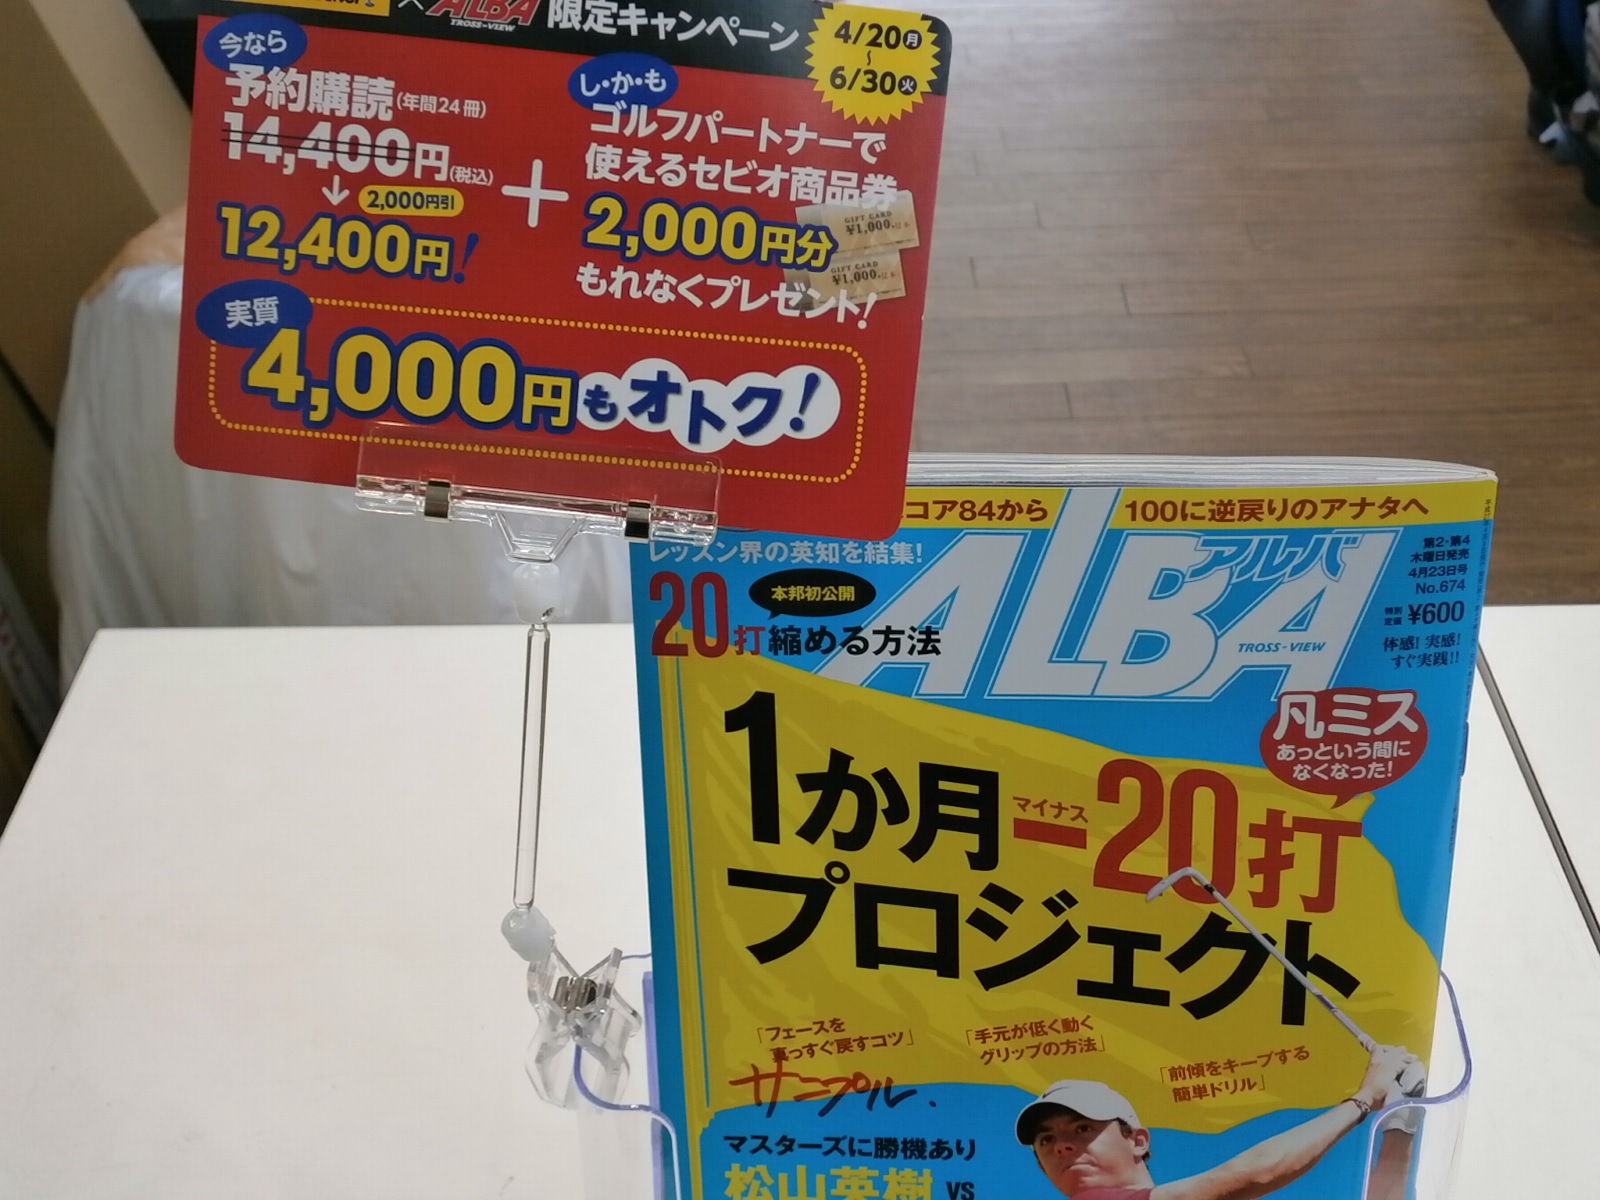 ×ALBA TROSS-VIEW 限定キャンペーン
4/20月
〜
6/30火
今なら
予約購読(年間24冊)
14,400円(税込)
↓2,000円引
12,400円!
+
し・か・も
ゴルフパートナーで
使えるセビオ商品券
2,000円分
もれなくプレゼント!
GIFT CARD
¥1,000.
GIFT CARD
¥1,000.
実質
4,000円もオトク!
コア84から 100に逆戻りのアナタへ
レッスン界の英知を結集!
本邦初公開
20打縮める方法
ALBA
アルバ
TROSS-VIEW
第2・第4
木曜日発売
4月23日号
No.674
特別
定価 ¥600
体感!実感!
すぐ実践!!
凡ミス
あっという間に
なくなった!
1か月マイナス20打
プロジェクト
「フェースを
真っすぐ戻すコツ」
「手元が低く動く
グリップの方法」
「前傾をキープする
簡単ドリル」
サンプル.
マスターズに勝機あり
松山英樹 vs